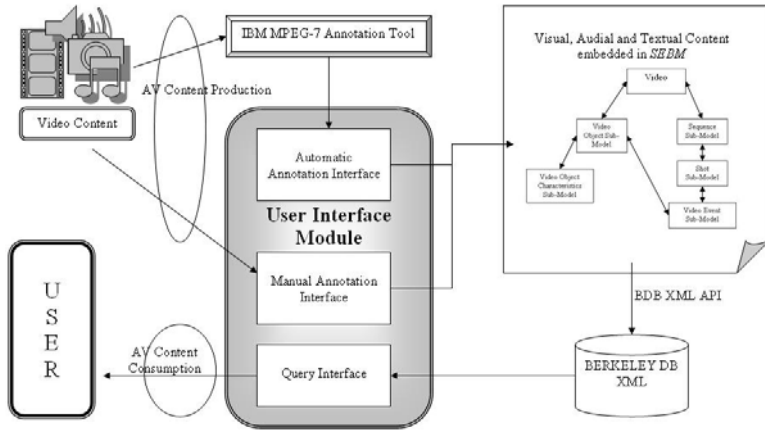 IBM MPEG-7 Annotation Tool
Visual, Audial and Textual Content
embedded in SEBM
Video
Video
Object Sub-
Model
Sequence
Sub-Model
Video Object
Characteristics
Sub-Model
Shot
Sub-Model
Video Event
Sub-Model
AV Content Production
Video Content
Automatic
Annotation Interface
User Interface
Module
Manual Annotation
Interface
Query Interface
U
S
E
R
AV Content
Consumption
BDB XML API
BERKELEY DB
XML